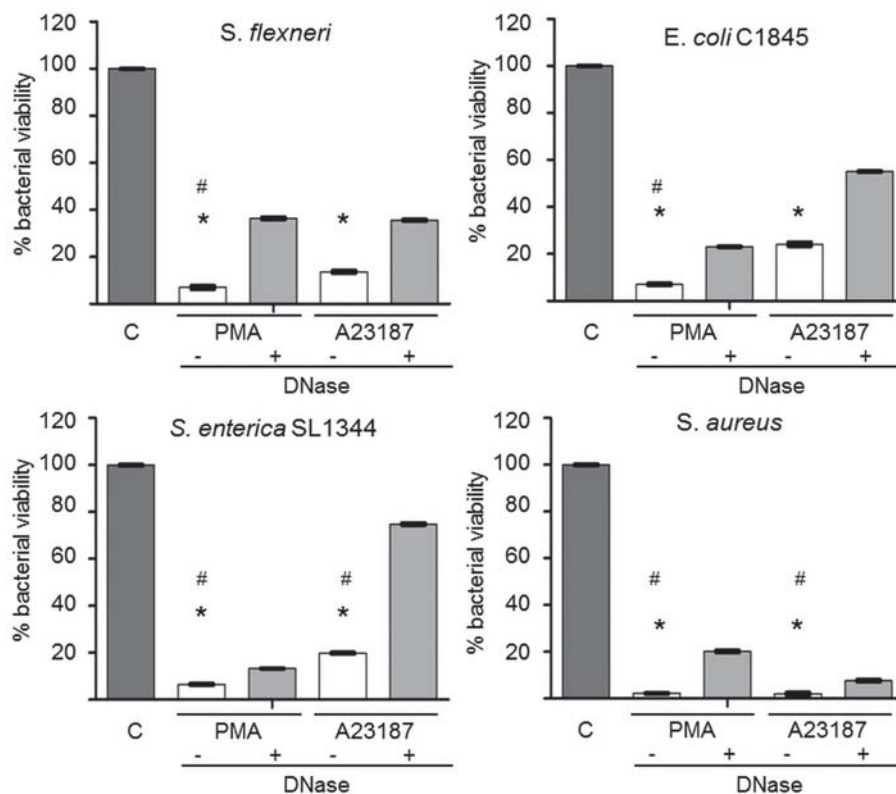 S. flexneri
% bacterial viability
120
100
80
60
40
20
#
*
*
C
PMA
A23187
-
+
-
+
DNase
E. coli C1845
% bacterial viability
120
100
80
60
40
20
#
*
*
C
PMA
A23187
-
+
-
+
DNase
S. enterica SL1344
% bacterial viability
120
100
80
60
40
20
#
#
*
*
C
PMA
A23187
-
+
-
+
DNase
S. aureus
% bacterial viability
120
100
80
60
40
20
#
#
*
*
C
PMA
A23187
-
+
-
+
DNase